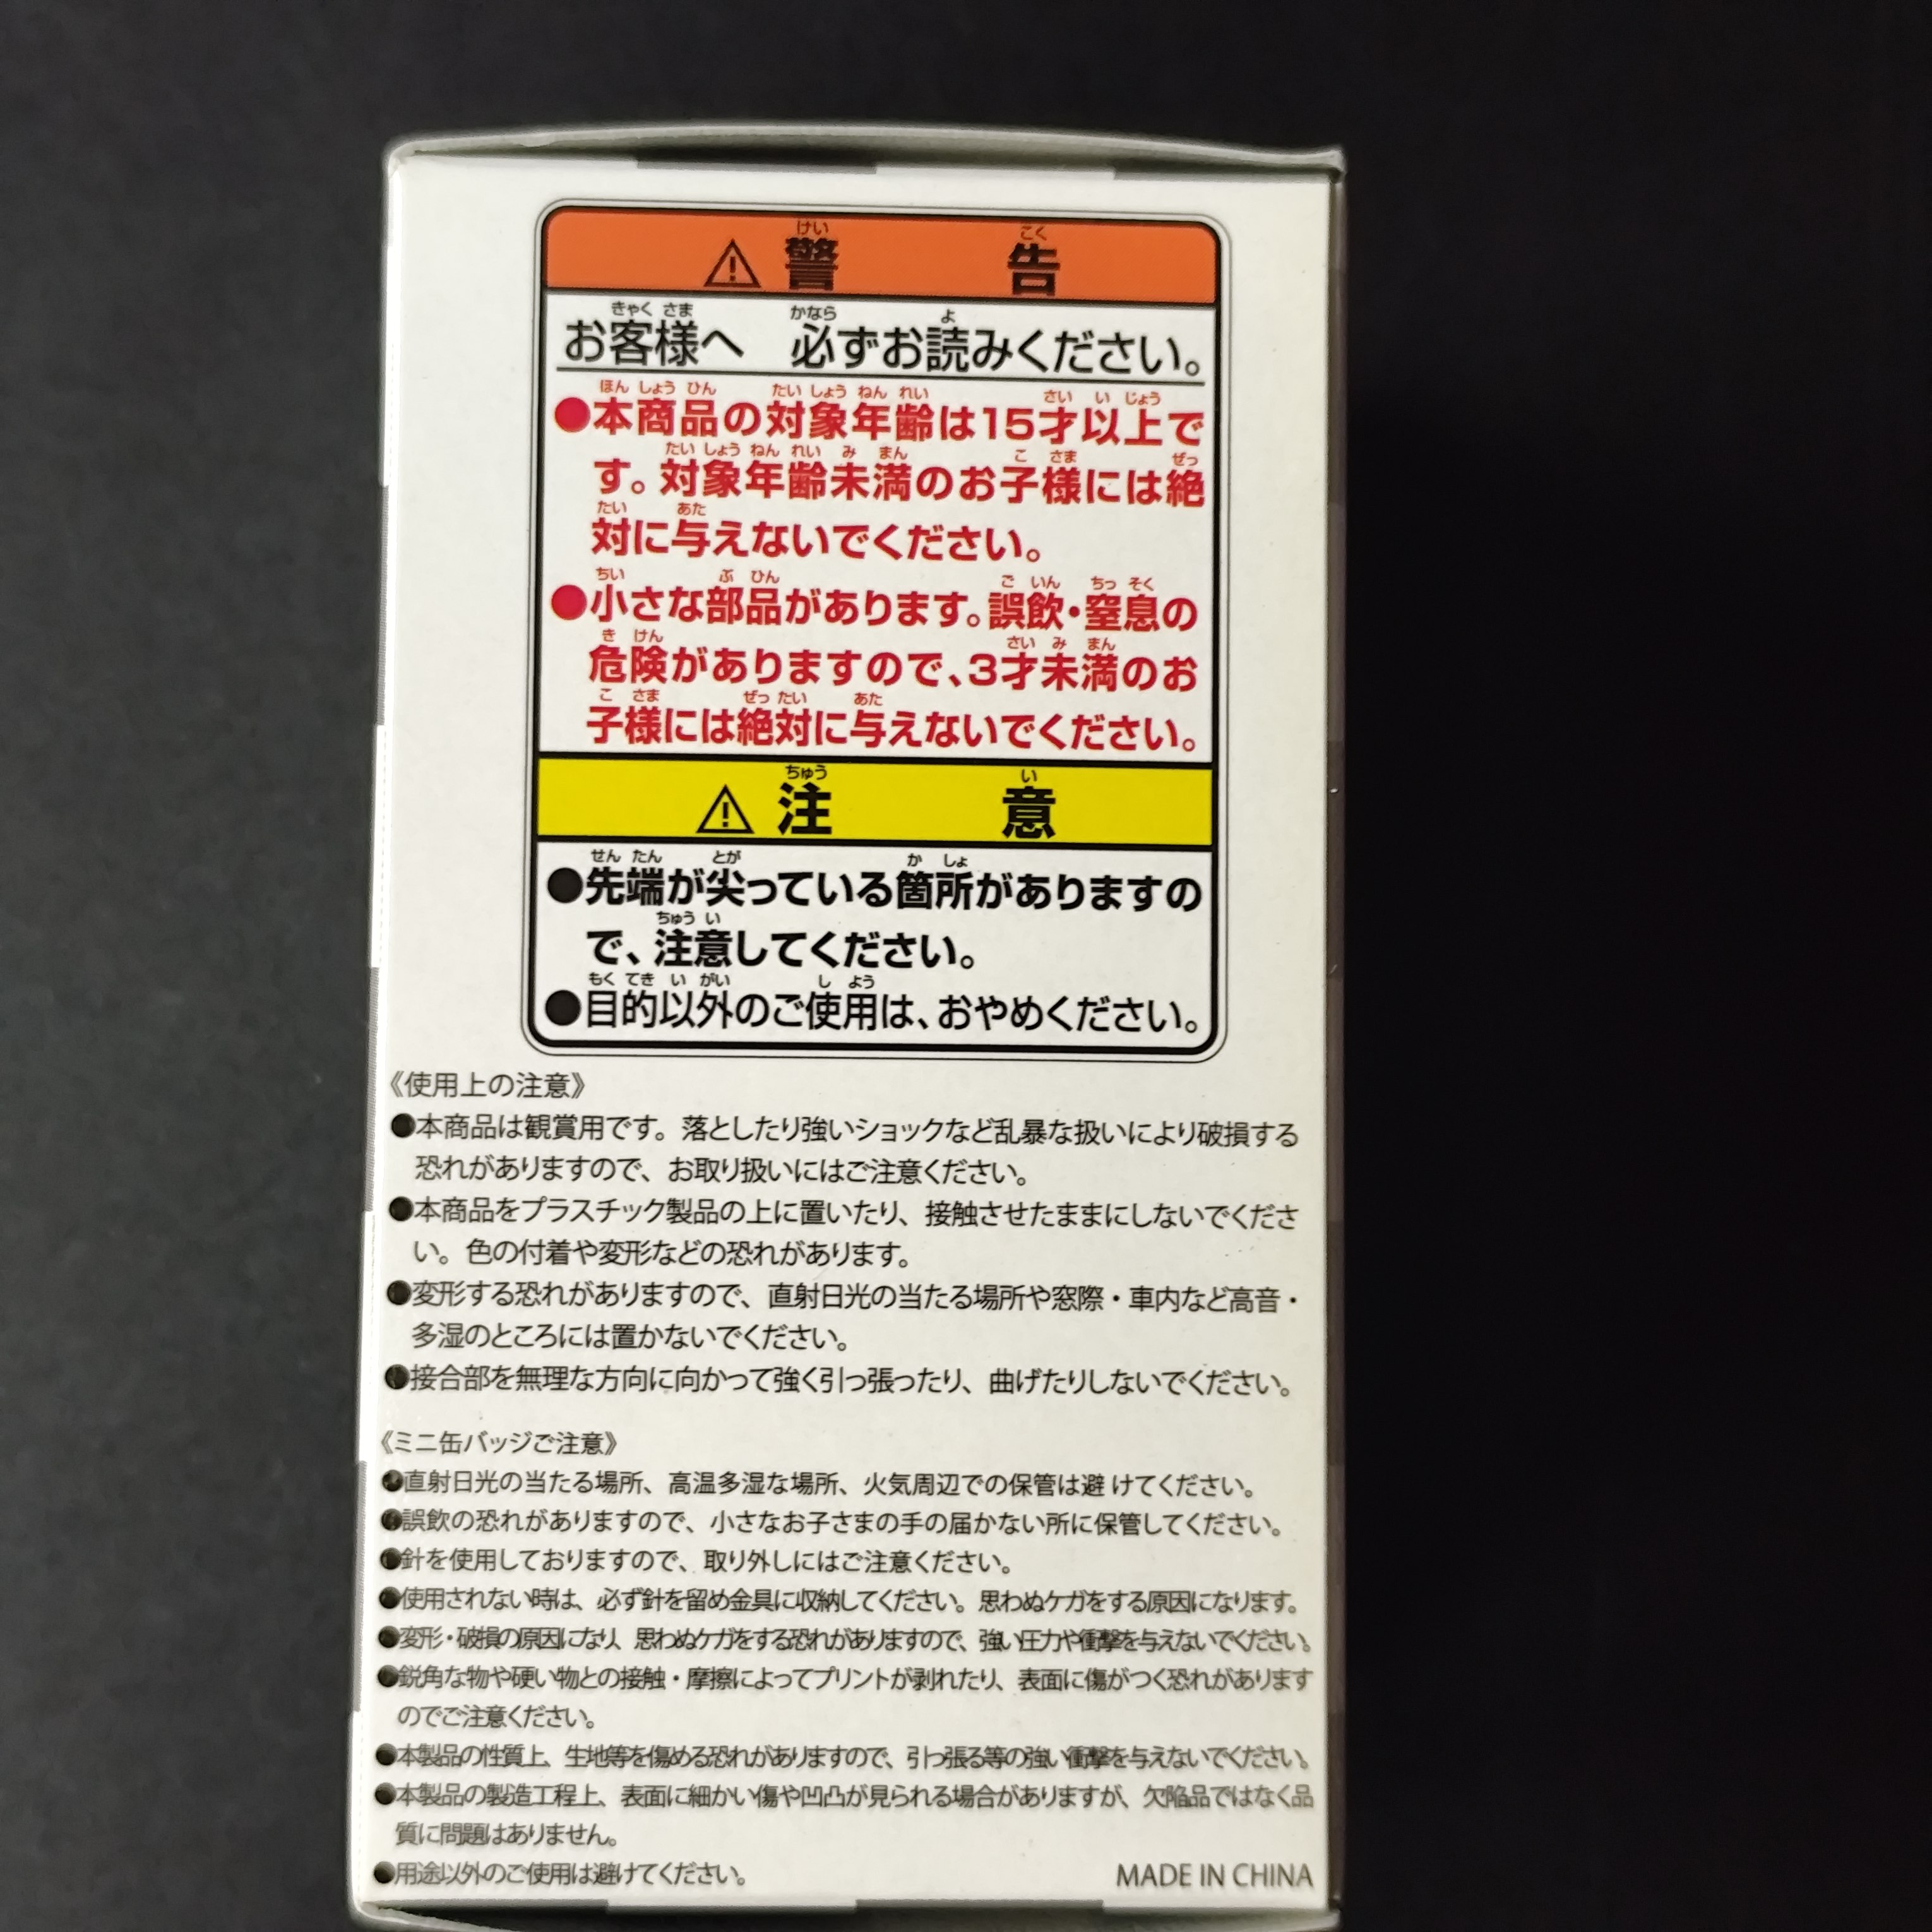 ⚠警告
お客様へ 必ずお読みください。
●本商品の対象年齢は15才以上で
す。対象年齢未満のお子様には絶
対に与えないでください。
●小さな部品があります。誤飲・窒息の
危険がありますので、3才未満のお
子様には絶対に与えないでください。
⚠注意
●先端が尖っている箇所がありますの
で、注意してください。
●目的以外のご使用は、おやめください。
《使用上の注意》
●本商品は観賞用です。落としたり強いショックなど乱暴な扱いにより破損する
恐れがありますので、お取り扱いにはご注意ください。
●本商品をプラスチック製品の上に置いたり、接触させたままにしないでくださ
い。色の付着や変形などの恐れがあります。
●変形する恐れがありますので、直射日光の当たる場所や窓際・車内など高音・
多湿のところには置かないでください。
●接合部を無理な方向に向かって強く引っ張ったり、曲げたりしないでください。
《ミニ缶バッジご注意》
●直射日光の当たる場所、高温多湿な場所、火気周辺での保管は避けてください。
●誤飲の恐れがありますので、小さなお子さまの手の届かない所に保管してください。
●針を使用しておりますので、取り外しにはご注意ください。
●使用されない時は、必ず針を留め金具に収納してください。思わぬケガをする原因になります。
●変形・破損の原因になり、思わぬケガをする恐れがありますので、強い圧力や衝撃を与えないでください。
●鋭角な物や硬い物との接触・摩擦によってプリントが剥れたり、表面に傷がつく恐れがあります
のでご注意ください。
●本製品の性質上、生地等を傷める恐れがありますので、引っ張る等の強い衝撃を与えないでください。
●本製品の製造工程上、表面に細かい傷や凹凸が見られる場合がありますが、欠陥品ではなく品
質に問題はありません。
●用途以外のご使用は避けてください。
MADE IN CHINA